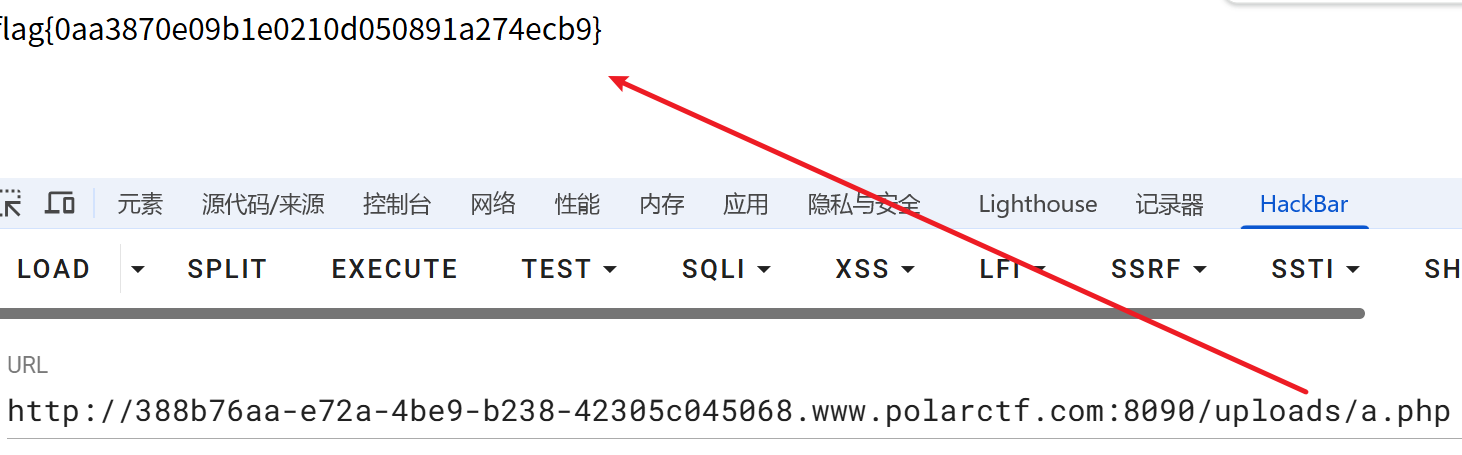 flag{0aa3870e09b1e0210d050891a274ecb9}
元素 源代码/来源 控制台 网络 性能 内存 应用 隐私与安全 Lighthouse 记录器 HackBar
LOAD SPLIT EXECUTE TEST SQLI XSS LFI SSRF SSTI SH
URL
http://388b76aa-e72a-4be9-b238-42305c045068.www.polarctf.com:8090/uploads/a.php